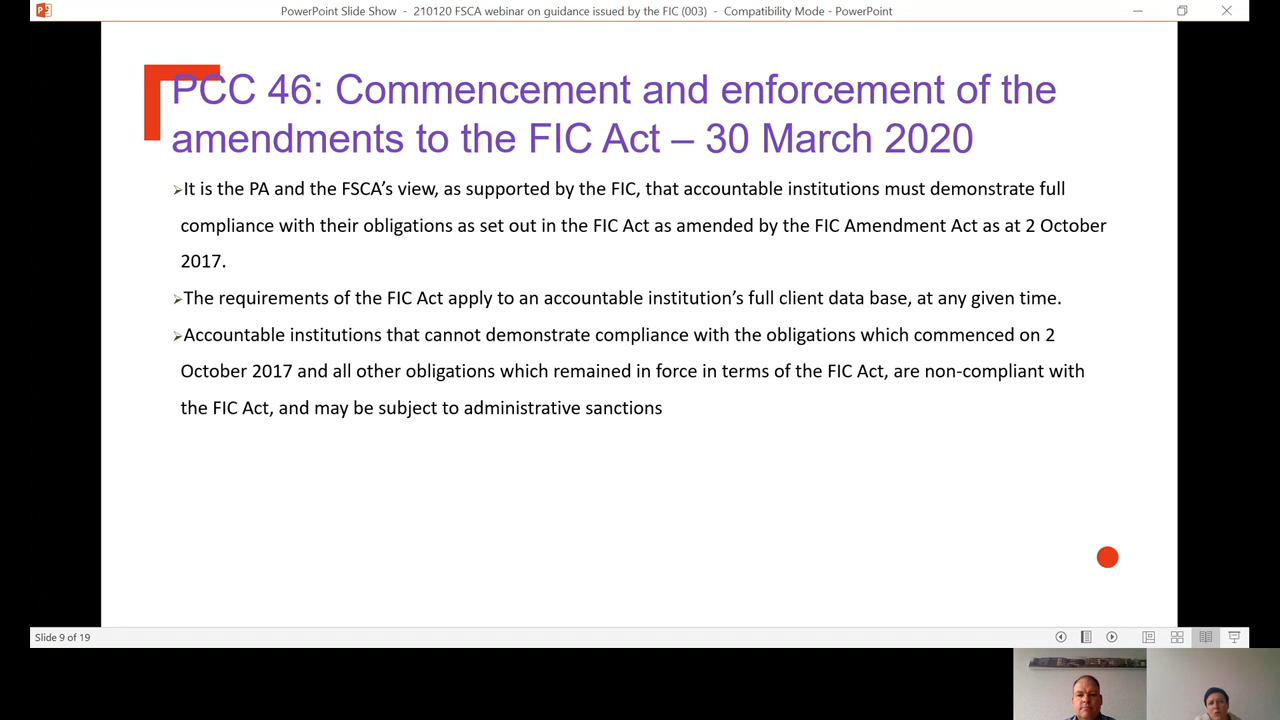 PowerPoint Slide Show - 210120 FSCA webinar on guidance issued by the FIC (003) - Compatibility Mode - PowerPoint
PCC 46: Commencement and enforcement of the
amendments to the FIC Act – 30 March 2020
➢It is the PA and the FSCA’s view, as supported by the FIC, that accountable institutions must demonstrate full
compliance with their obligations as set out in the FIC Act as amended by the FIC Amendment Act as at 2 October
2017.
➢The requirements of the FIC Act apply to an accountable institution’s full client data base, at any given time.
➢Accountable institutions that cannot demonstrate compliance with the obligations which commenced on 2
October 2017 and all other obligations which remained in force in terms of the FIC Act, are non-compliant with
the FIC Act, and may be subject to administrative sanctions
Slide 9 of 19